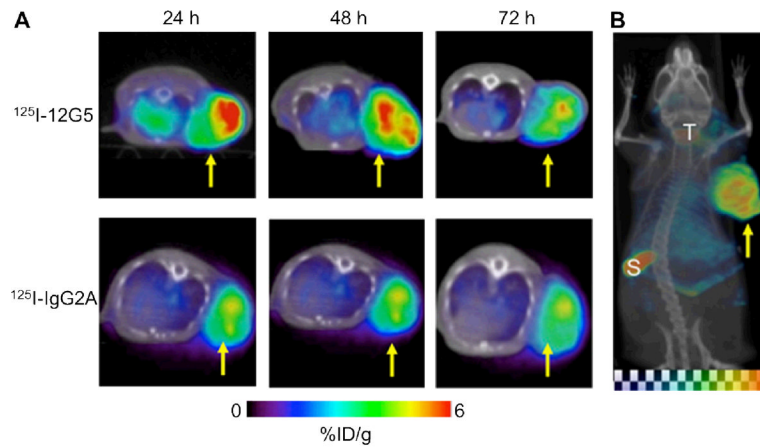 A
24 h
48 h
72 h
B
¹²⁵I-12G5
T
S
¹²⁵I-IgG2A
0
6
%ID/g